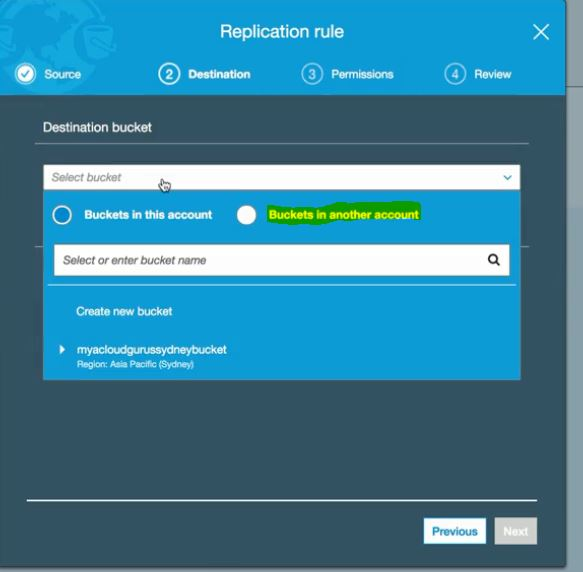 Replication rule
Source
2 Destination
3 Permissions
4 Review
Destination bucket
Select bucket
Buckets in this account
Buckets in another account
Select or enter bucket name
Create new bucket
myacloudgurussydneybucket
Region: Asia Pacific (Sydney)
Previous
Next